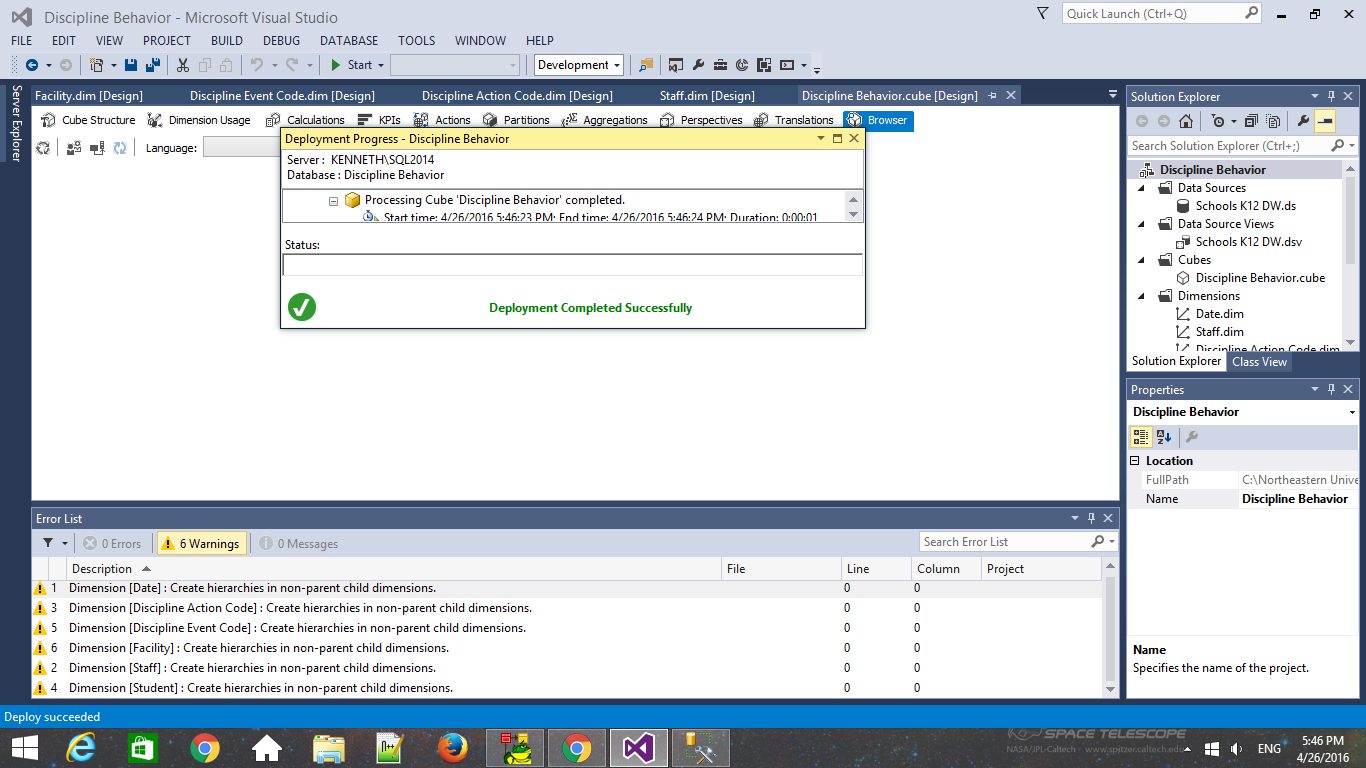 Discipline Behavior - Microsoft Visual Studio
Quick Launch (Ctrl+Q)
FILE EDIT VIEW PROJECT BUILD DEBUG DATABASE TOOLS WINDOW HELP
Start Development
Server Explorer
Facility.dim [Design] Discipline Event Code.dim [Design] Discipline Action Code.dim [Design] Staff.dim [Design] Discipline Behavior.cube [Design]
Cube Structure Dimension Usage Calculations KPIs Actions Partitions Aggregations Perspectives Translations Browser
Language:
Deployment Progress - Discipline Behavior
Server : KENNETH\SQL2014
Database : Discipline Behavior
Processing Cube 'Discipline Behavior' completed.
Start time: 4/26/2016 5:46:23 PM; End time: 4/26/2016 5:46:24 PM; Duration: 0:00:01
Status:
Deployment Completed Successfully
Solution Explorer
Search Solution Explorer (Ctrl+;)
Discipline Behavior
Data Sources
Schools K12 DW.ds
Data Source Views
Schools K12 DW.dsv
Cubes
Discipline Behavior.cube
Dimensions
Date.dim
Staff.dim
Discipline Action Code.dim
Solution Explorer Class View
Properties
Discipline Behavior
Location
FullPath C:\Northeastern Unive
Name Discipline Behavior
Name
Specifies the name of the project.
Error List
0 Errors 6 Warnings 0 Messages
Search Error List
Description File Line Column Project
1 Dimension [Date] : Create hierarchies in non-parent child dimensions. 0 0
3 Dimension [Discipline Action Code] : Create hierarchies in non-parent child dimensions. 0 0
5 Dimension [Discipline Event Code] : Create hierarchies in non-parent child dimensions. 0 0
6 Dimension [Facility] : Create hierarchies in non-parent child dimensions. 0 0
2 Dimension [Staff] : Create hierarchies in non-parent child dimensions. 0 0
4 Dimension [Student] : Create hierarchies in non-parent child dimensions. 0 0
Deploy succeeded
SPACE TELESCOPE
NASA/JPL-Caltech www.spitzer.caltech.edu
ENG
5:46 PM
4/26/2016